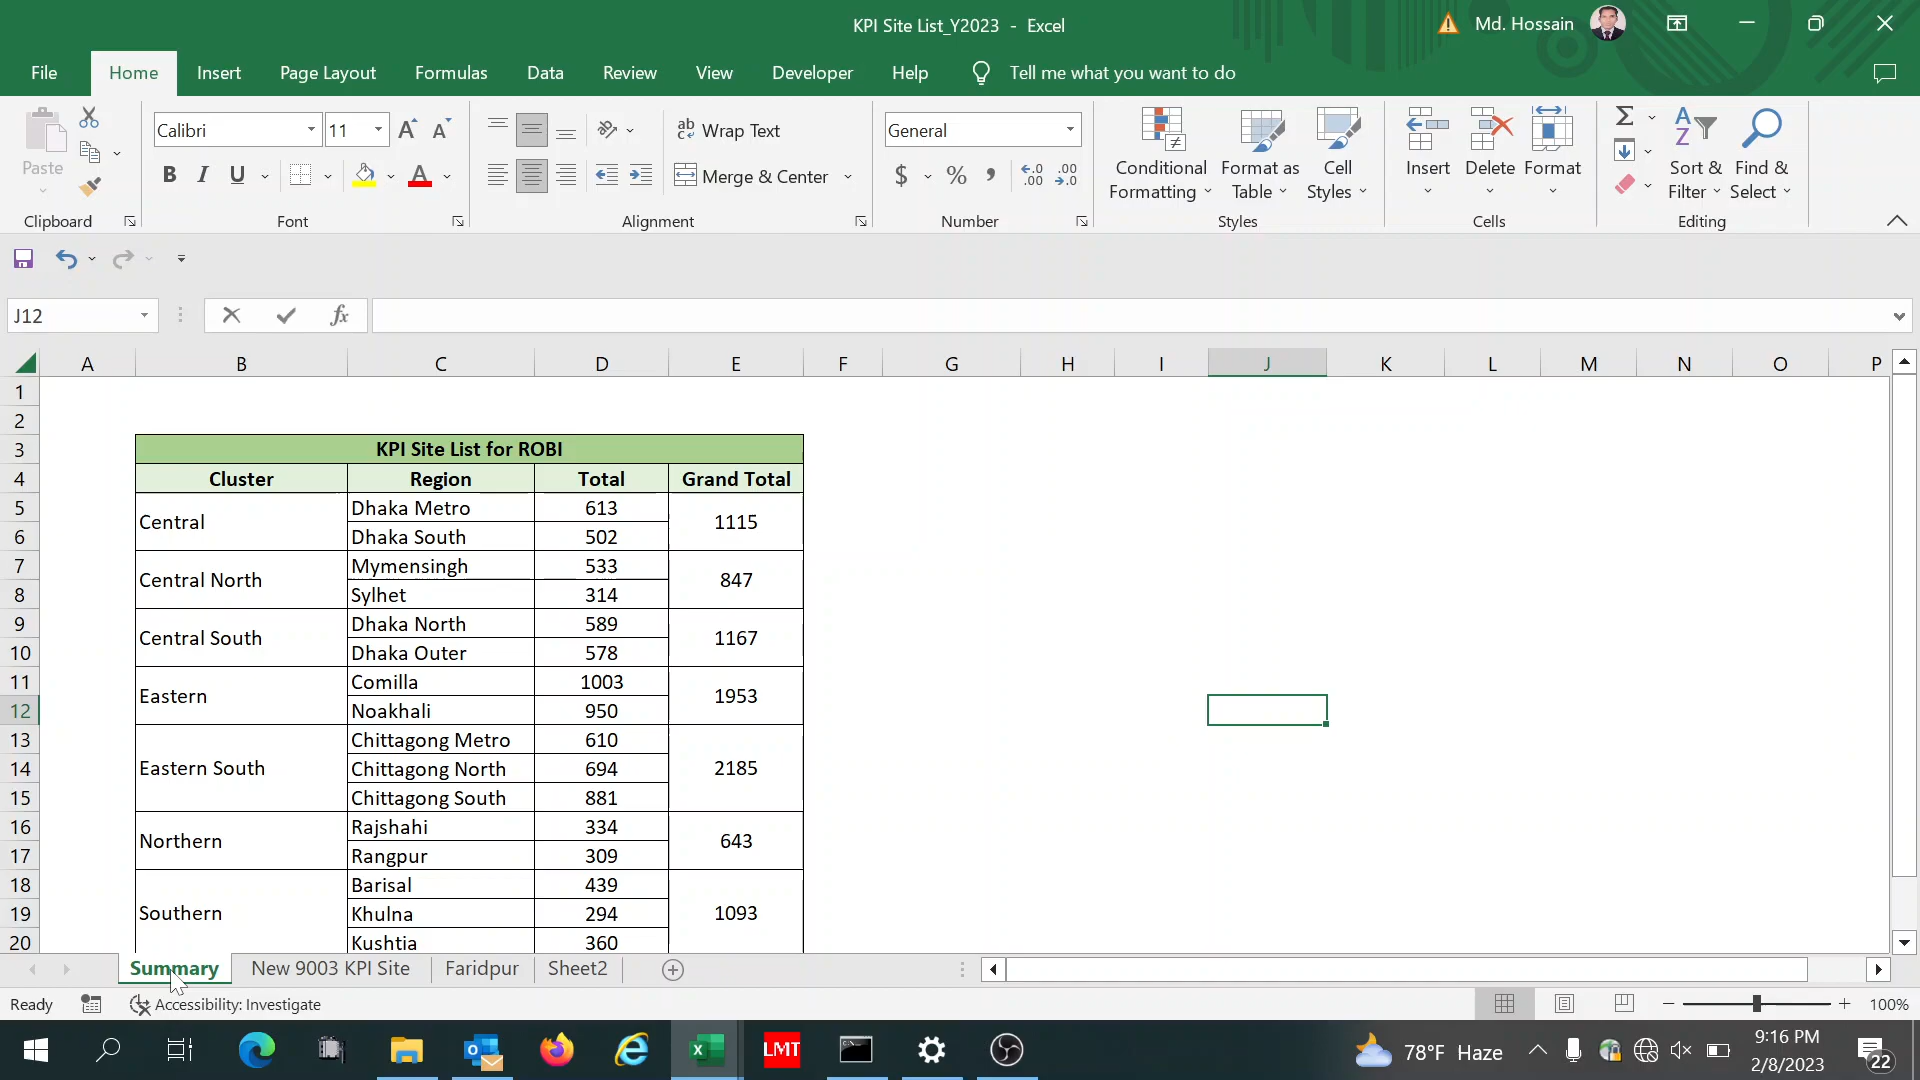 KPI Site List_Y2023 - Excel
Md. Hossain
File Home Insert Page Layout Formulas Data Review View Developer Help Tell me what you want to do
Paste
Clipboard
Calibri 11
B I U
Font
ab Wrap Text
Merge & Center
Alignment
General
$ % , .00 .00
Number
Conditional Formatting
Format as Table
Cell Styles
Styles
Insert Delete Format
Cells
Sort & Filter
Find & Select
Editing
J12
fx
A B C D E F G H I J K L M N O P
1
2
3 KPI Site List for ROBI
4 Cluster Region Total Grand Total
5 Central Dhaka Metro 613 1115
6 Dhaka South 502
7 Central North Mymensingh 533 847
8 Sylhet 314
9 Central South Dhaka North 589 1167
10 Dhaka Outer 578
11 Eastern Comilla 1003 1953
12 Noakhali 950
13 Eastern South Chittagong Metro 610 2185
14 Chittagong North 694
15 Chittagong South 881
16 Northern Rajshahi 334 643
17 Rangpur 309
18 Southern Barisal 439 1093
19 Khulna 294
20 Kushtia 360
Summary New 9003 KPI Site Faridpur Sheet2
Ready Accessibility: Investigate 100%
LMT
78°F Haze
9:16 PM
2/8/2023
22